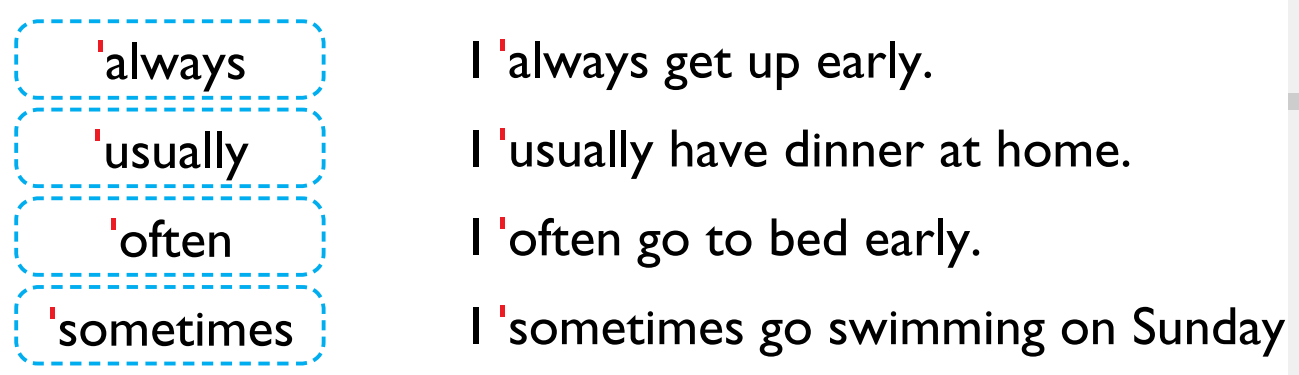 'always I 'always get up early.
'usually I 'usually have dinner at home.
'often I 'often go to bed early.
'sometimes I 'sometimes go swimming on Sunday